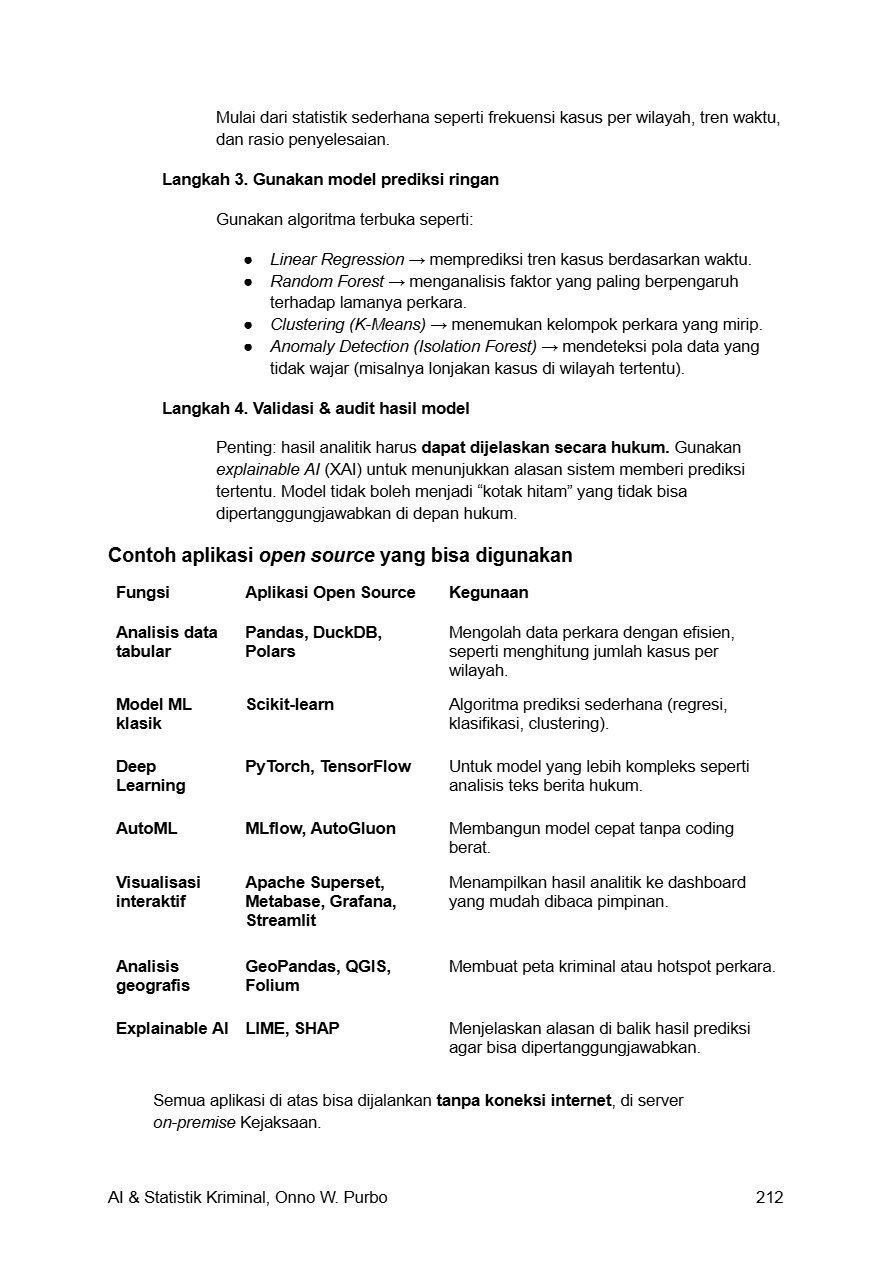 Mulai dari statistik sederhana seperti frekuensi kasus per wilayah, tren waktu,
dan rasio penyelesaian.
Langkah 3. Gunakan model prediksi ringan
Gunakan algoritma terbuka seperti:
● Linear Regression → memprediksi tren kasus berdasarkan waktu.
● Random Forest → menganalisis faktor yang paling berpengaruh
terhadap lamanya perkara.
● Clustering (K-Means) → menemukan kelompok perkara yang mirip.
● Anomaly Detection (Isolation Forest) → mendeteksi pola data yang
tidak wajar (misalnya lonjakan kasus di wilayah tertentu).
Langkah 4. Validasi & audit hasil model
Penting: hasil analitik harus dapat dijelaskan secara hukum. Gunakan
explainable AI (XAI) untuk menunjukkan alasan sistem memberi prediksi
tertentu. Model tidak boleh menjadi “kotak hitam” yang tidak bisa
dipertanggungjawabkan di depan hukum.
Contoh aplikasi open source yang bisa digunakan
Fungsi Aplikasi Open Source Kegunaan
Analisis data Pandas, DuckDB, Mengolah data perkara dengan efisien,
tabular Polars seperti menghitung jumlah kasus per
wilayah.
Model ML Scikit-learn Algoritma prediksi sederhana (regresi,
klasik klasifikasi, clustering).
Deep PyTorch, TensorFlow Untuk model yang lebih kompleks seperti
Learning analisis teks berita hukum.
AutoML MLflow, AutoGluon Membangun model cepat tanpa coding
berat.
Visualisasi Apache Superset, Menampilkan hasil analitik ke dashboard
interaktif Metabase, Grafana, yang mudah dibaca pimpinan.
Streamlit
Analisis GeoPandas, QGIS, Membuat peta kriminal atau hotspot perkara.
geografis Folium
Explainable AI LIME, SHAP Menjelaskan alasan di balik hasil prediksi
agar bisa dipertanggungjawabkan.
Semua aplikasi di atas bisa dijalankan tanpa koneksi internet, di server
on-premise Kejaksaan.
AI & Statistik Kriminal, Onno W. Purbo 212